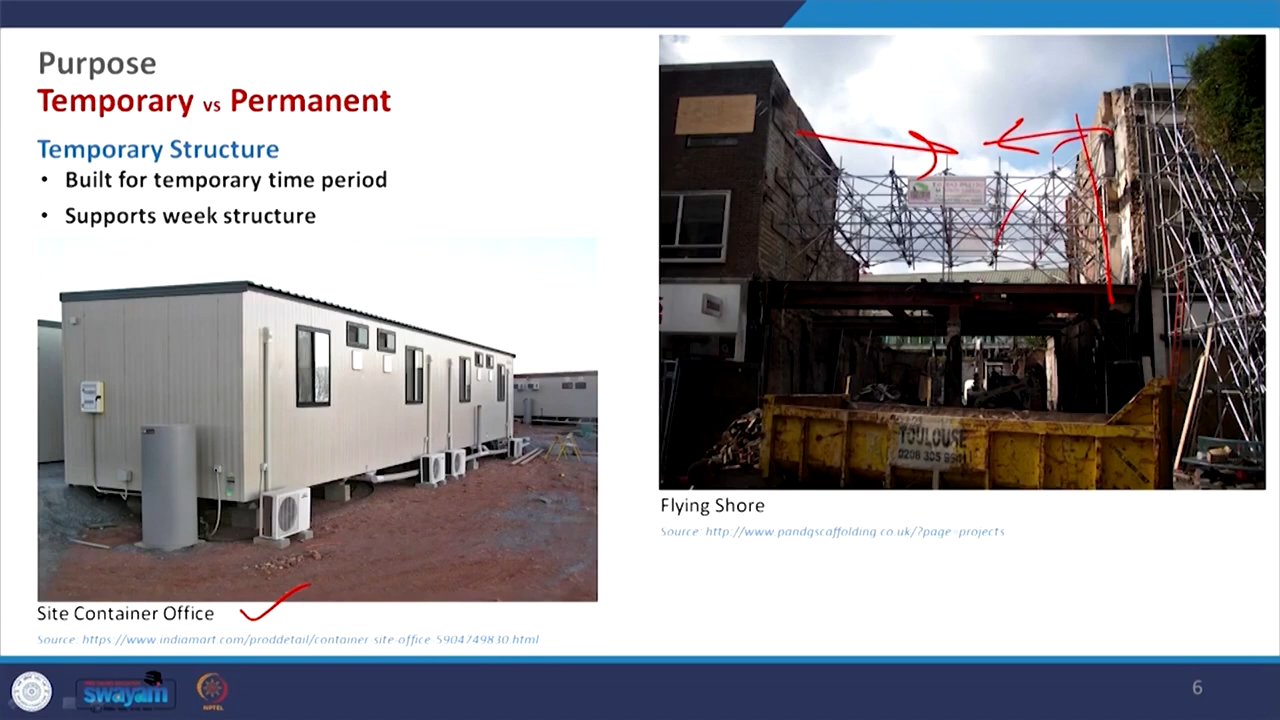 Purpose
Temporary vs Permanent
Temporary Structure
• Built for temporary time period
• Supports week structure
TOULOUSE
Flying Shore
Source: http://www.pandqscaffolding.co.uk/?page=projects
Site Container Office
Source: https://www.indiamart.com/proddetail/container-site-office-5904749830.html
swayam
NPTEL
6